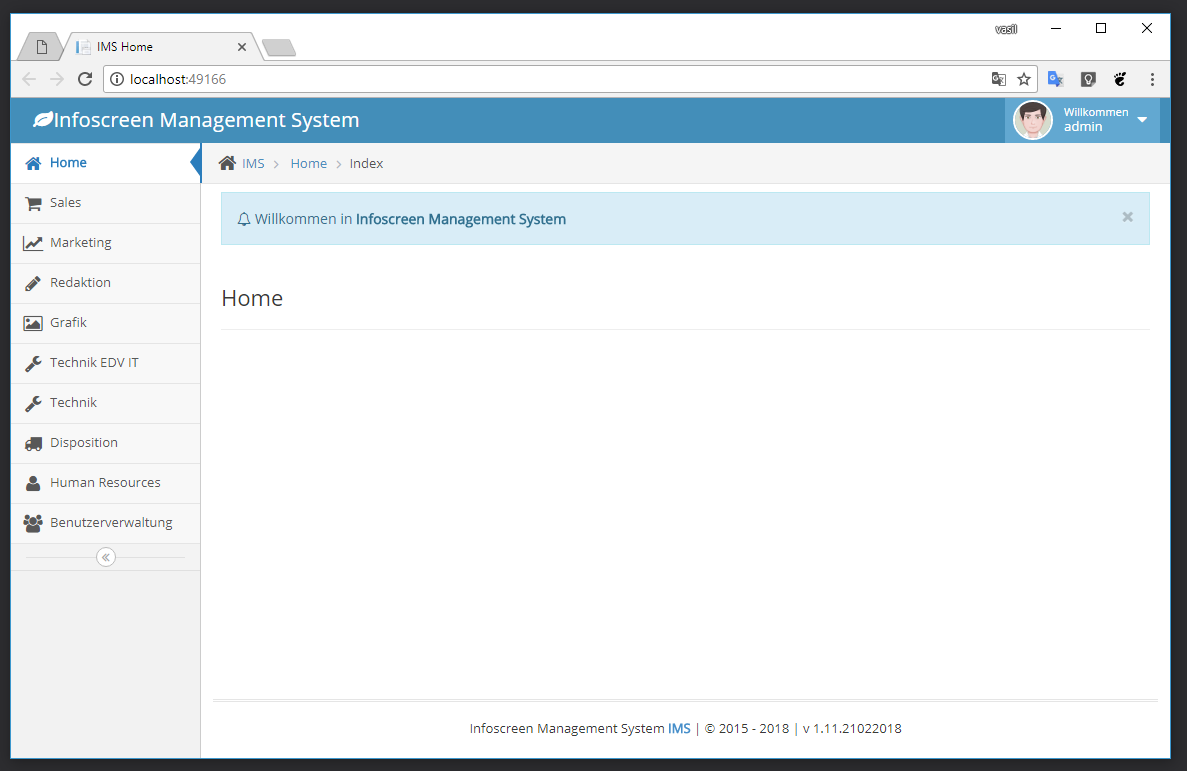 vasil
IMS Home
localhost:49166
Infoscreen Management System
Willkommen
admin
Home
IMS Home Index
Sales
Willkommen in Infoscreen Management System
Marketing
Redaktion
Home
Grafik
Technik EDV IT
Technik
Disposition
Human Resources
Benutzerverwaltung
Infoscreen Management System IMS | © 2015 - 2018 | v 1.11.21022018